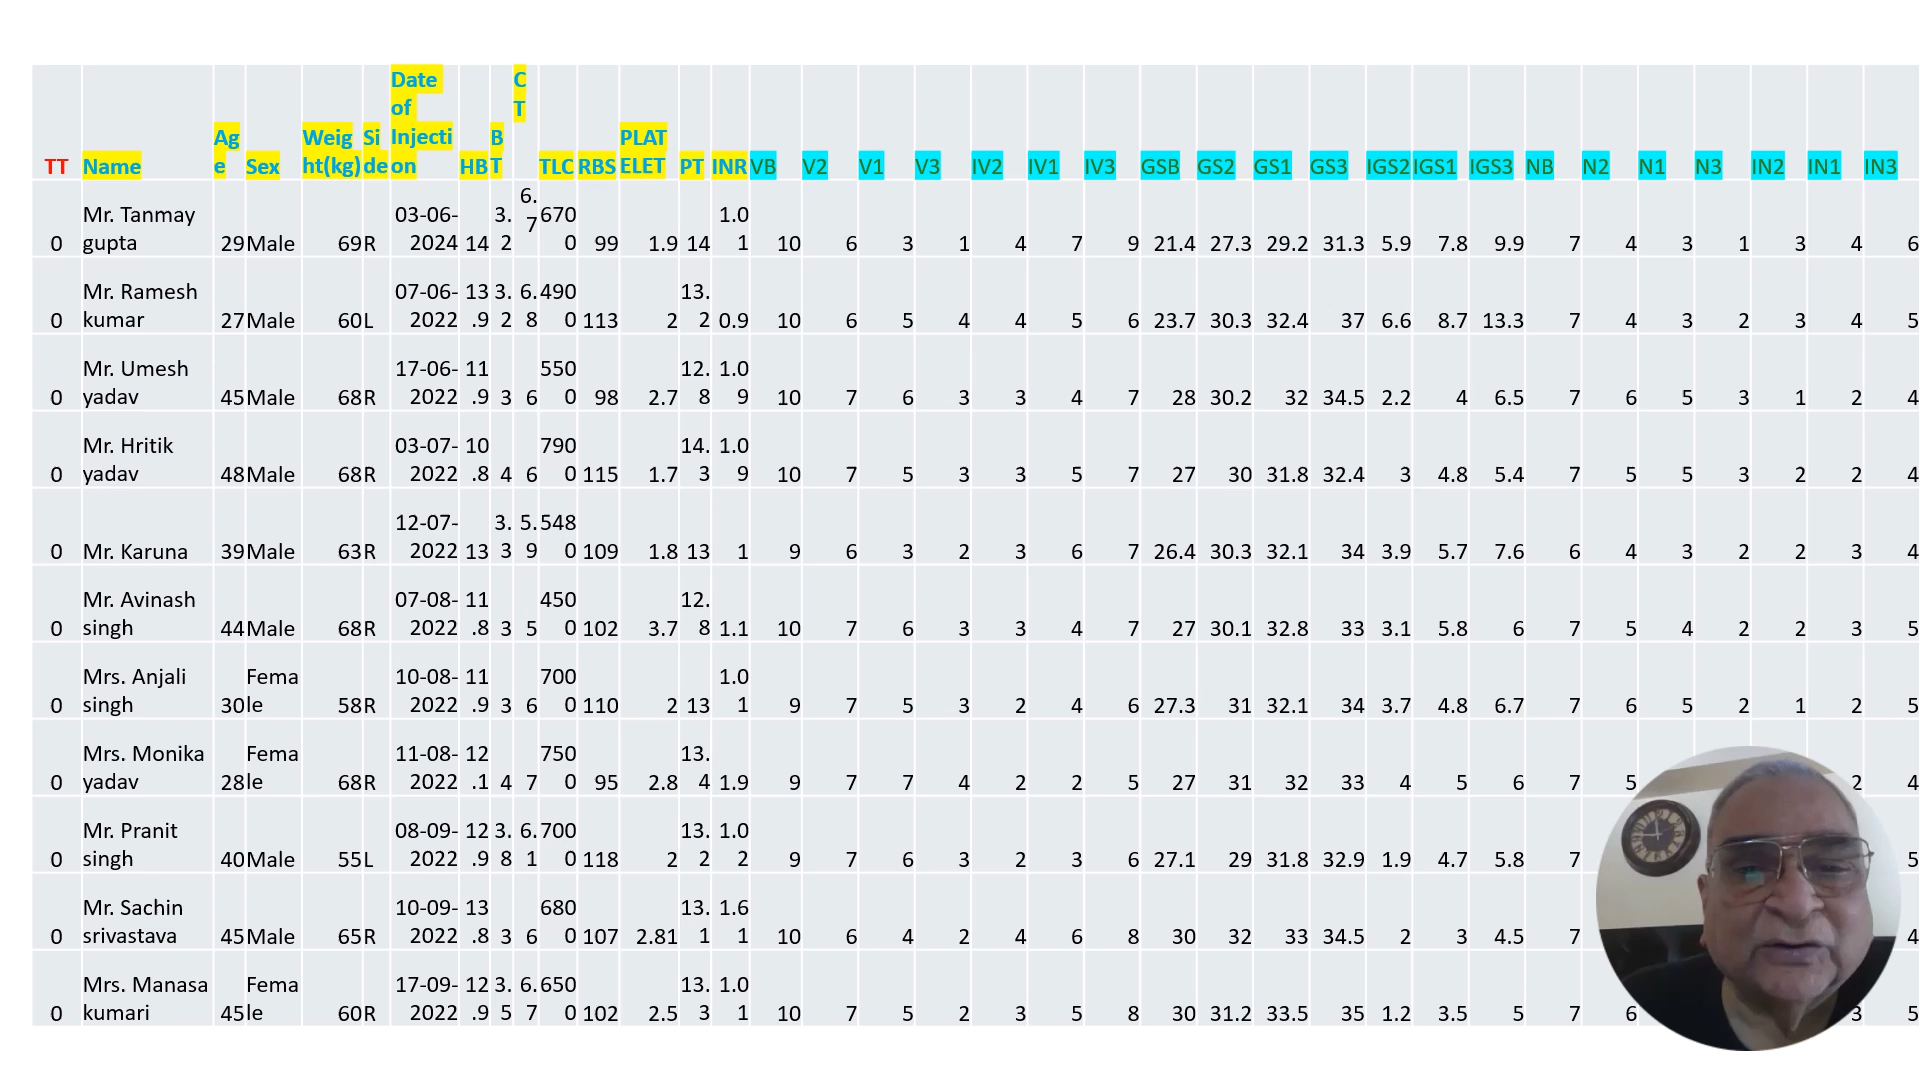 TT Name Age Sex Weight(kg) Side Date of Injection HB BT CT TLC RBS PLATELET PT INR VB V2 V1 V3 IV2 IV1 IV3 GSB GS2 GS1 GS3 IGS2 IGS1 IGS3 NB N2 N1 N3 IN2 IN1 IN3
0 Mr. Tanmay gupta 29 Male 69 R 03-06-2024 14 3.2 6.7 6700 99 1.9 14 1.01 10 6 3 1 4 7 9 21.4 27.3 29.2 31.3 5.9 7.8 9.9 7 4 3 1 3 4 6
0 Mr. Ramesh kumar 27 Male 60 L 07-06-2022 13.9 3.2 6.8 4900 113 2 13.2 0.9 10 6 5 4 4 5 6 23.7 30.3 32.4 37 6.6 8.7 13.3 7 4 3 2 3 4 5
0 Mr. Umesh yadav 45 Male 68 R 17-06-2022 11.9 3 6 5500 98 2.7 12.8 1.09 10 7 6 3 3 4 7 28 30.2 32 34.5 2.2 4 6.5 7 6 5 3 1 2 4
0 Mr. Hritik yadav 48 Male 68 R 03-07-2022 10.8 4 6 7900 115 1.7 14.3 1.09 10 7 5 3 3 5 7 27 30 31.8 32.4 3 4.8 5.4 7 5 5 3 2 2 4
0 Mr. Karuna 39 Male 63 R 12-07-2022 13 3.3 5.9 5480 109 1.8 13 1 9 6 3 2 3 6 7 26.4 30.3 32.1 34 3.9 5.7 7.6 6 4 3 2 2 3 4
0 Mr. Avinash singh 44 Male 68 R 07-08-2022 11.8 3 5 4500 102 3.7 12.8 1.1 10 7 6 3 3 4 7 27 30.1 32.8 33 3.1 5.8 6 7 5 4 2 2 3 5
0 Mrs. Anjali singh 30 Female 58 R 10-08-2022 11.9 3 6 7000 110 2 13 1.01 9 7 5 3 2 4 6 27.3 31 32.1 34 3.7 4.8 6.7 7 6 5 2 1 2 5
0 Mrs. Monika yadav 28 Female 68 R 11-08-2022 12.1 4 7 7500 95 2.8 13.4 1.9 9 7 7 4 2 2 5 27 31 32 33 4 5 6 7 5 2 4
0 Mr. Pranit singh 40 Male 55 L 08-09-2022 12.9 3.8 6.1 7000 118 2 13.2 1.02 9 7 6 3 2 3 6 27.1 29 31.8 32.9 1.9 4.7 5.8 7 5
0 Mr. Sachin srivastava 45 Male 65 R 10-09-2022 13.8 3 6 6800 107 2.81 13.1 1.61 10 6 4 2 4 6 8 30 32 33 34.5 2 3 4.5 7 4
0 Mrs. Manasa kumari 45 Female 60 R 17-09-2022 12.9 3.5 6.7 6500 102 2.5 13.3 1.01 10 7 5 2 3 5 8 30 31.2 33.5 35 1.2 3.5 5 7 6 3 5